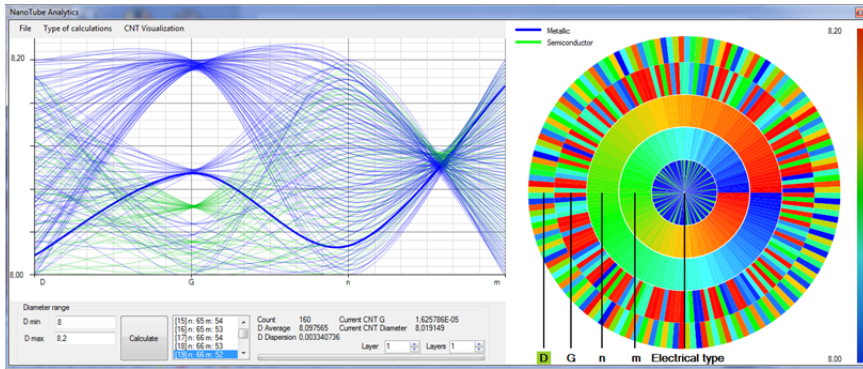 NanoTube Analytics
File Type of calculations CNT Visualization
8,20
8,00
D G n m
Diameter range
D min 8
D max 8,2
Calculate
[15] n: 65 m: 54
[16] n: 65 m: 53
[17] n: 66 m: 54
[18] n: 66 m: 53
[19] n: 66 m: 52
Count 160 Current CNT G 1,625786E-05
D Average 8,097565 Current CNT Diameter 8,019149
D Dispersion 0,003340736
Layer 1 Layers 1
Metallic
Semiconductor
8,20
8,00
D G n m Electrical type